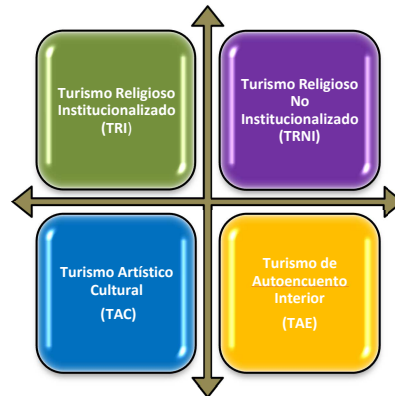 Turismo Religioso
Institucionalizado
(TRI)
Turismo Religioso
No
Institucionalizado
(TRNI)
Turismo Artístico
Cultural
(TAC)
Turismo de
Autoencuento
Interior
(TAE)